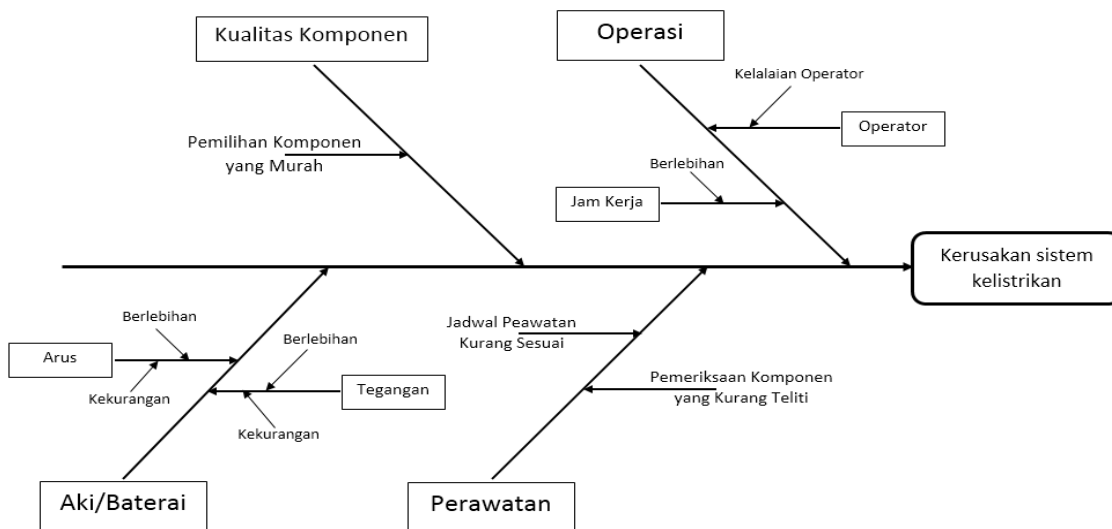 Kualitas Komponen
Operasi
Kelalaian Operator
Operator
Pemilihan Komponen
yang Murah
Berlebihan
Jam Kerja
Kerusakan sistem
kelistrikan
Berlebihan
Arus
Kekurangan
Berlebihan
Tegangan
Kekurangan
Jadwal Peawatan
Kurang Sesuai
Pemeriksaan Komponen
yang Kurang Teliti
Aki/Baterai
Perawatan